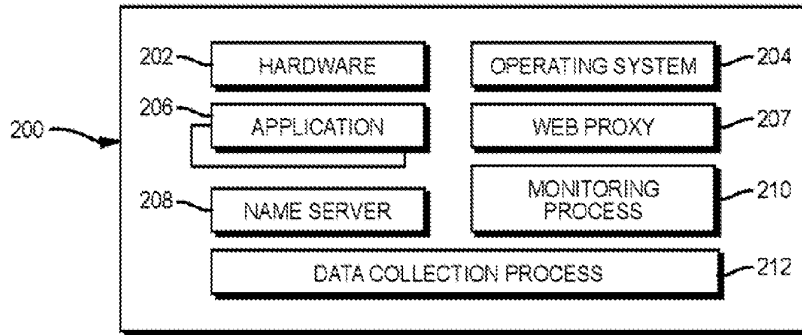 202 HARDWARE OPERATING SYSTEM 204
206 APPLICATION WEB PROXY 207
200
208 NAME SERVER MONITORING PROCESS 210
DATA COLLECTION PROCESS 212